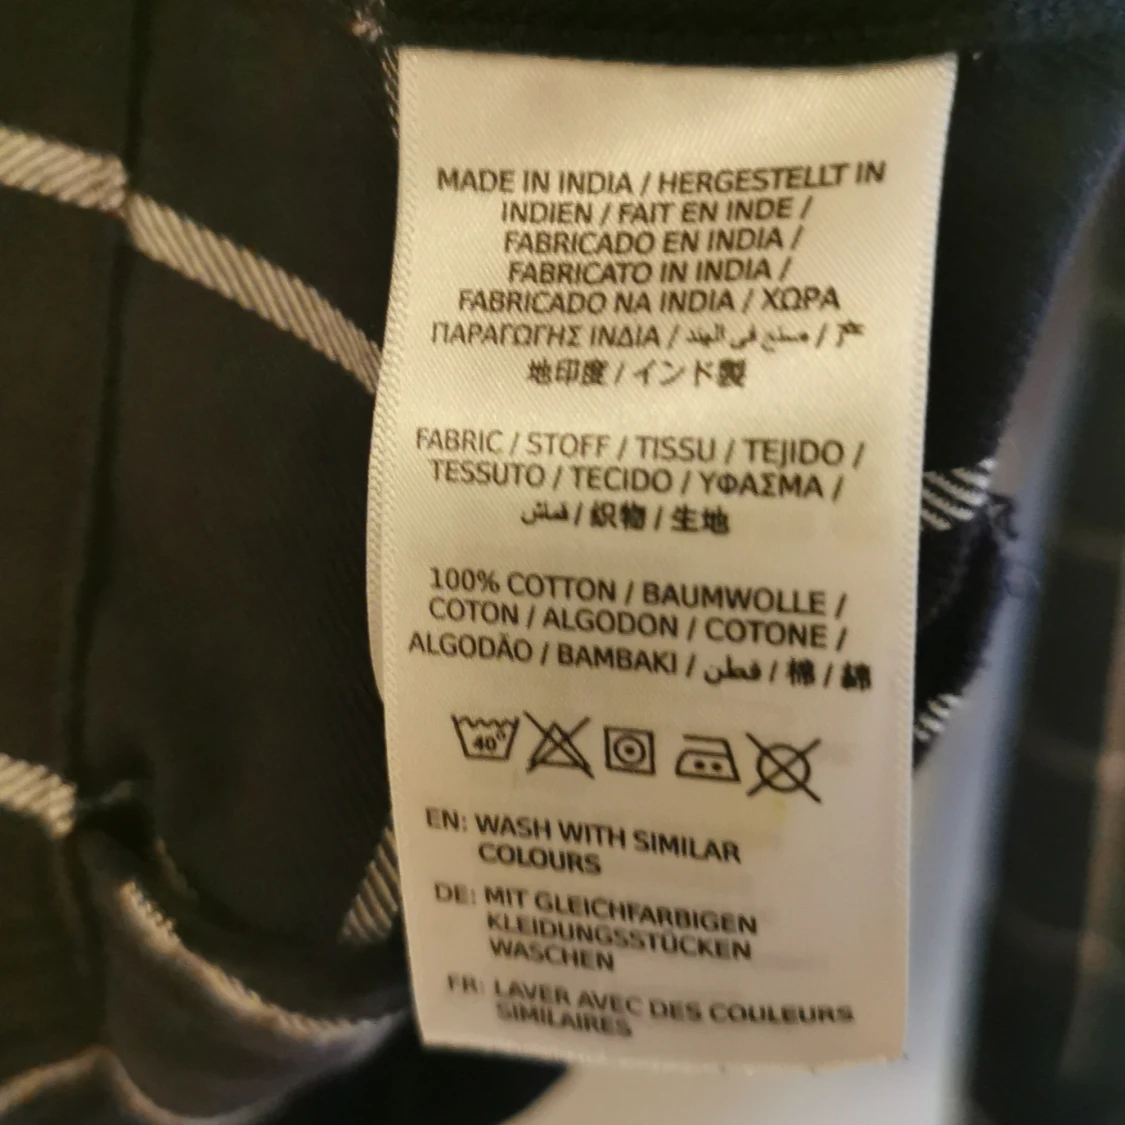 MADE IN INDIA / HERGESTELLT IN
INDIEN / FAIT EN INDE /
FABRICADO EN INDIA /
FABRICATO IN INDIA /
FABRICADO NA INDIA / ΧΩΡΑ
ΠΑΡΑΓΩΓΗΣ ΙΝΔΙΑ / صنع في الهند / 产
地印度 / インド製
FABRIC / STOFF / TISSU / TEJIDO /
TESSUTO / TECIDO / ΥΦΑΣΜΑ /
قماش / 织物 / 生地
100% COTTON / BAUMWOLLE /
COTON / ALGODON / COTONE /
ALGODÃO / BAMBAKI / قطن / 棉 / 綿
40°
EN: WASH WITH SIMILAR
COLOURS
DE: MIT GLEICHFARBIGEN
KLEIDUNGSSTÜCKEN
WASCHEN
FR: LAVER AVEC DES COULEURS
SIMILAIRES